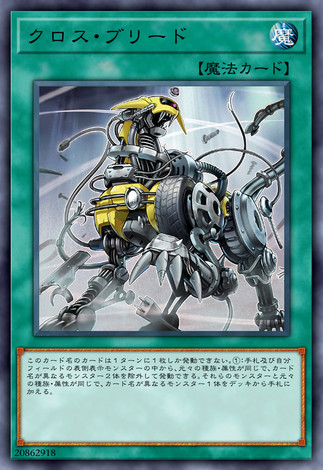 クロス・ブリード
魔
【魔法カード】
このカード名のカードは1ターンに1枚しか発動できない。①：手札及び自分
フィールドの表側表示モンスターの中から、元々の種族・属性が同じで、カード
名が異なるモンスター2体を除外して発動できる。それらのモンスターと元々
の種族・属性が同じで、カード名が異なるモンスター1体をデッキから手札に
加える。
20862918